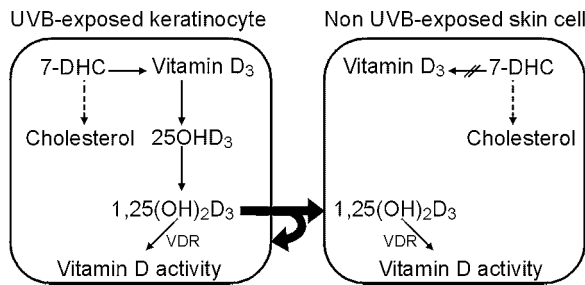 UVB-exposed keratinocyte
7-DHC Vitamin D₃
Cholesterol 25OHD₃
1,25(OH)₂D₃
VDR
Vitamin D activity
Non UVB-exposed skin cell
Vitamin D₃ 7-DHC
Cholesterol
1,25(OH)₂D₃
VDR
Vitamin D activity